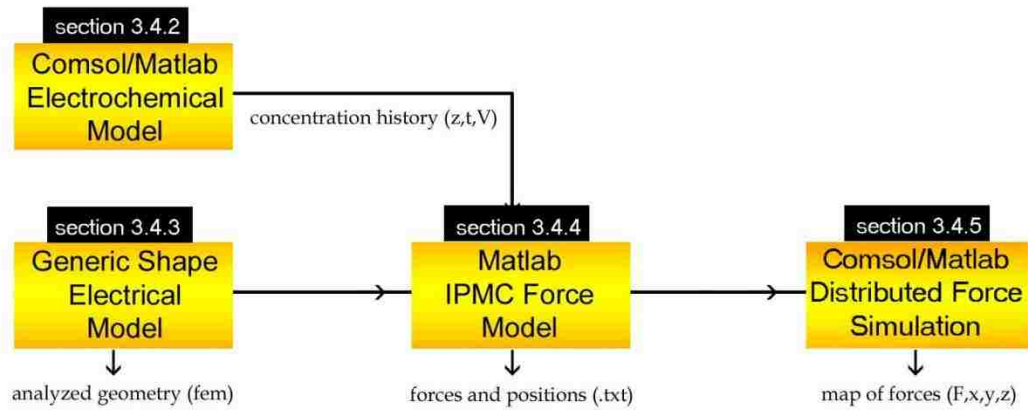 section 3.4.2
Comsol/Matlab
Electrochemical
Model
concentration history (z,t,V)
section 3.4.3
Generic Shape
Electrical
Model
analyzed geometry (fem)
section 3.4.4
Matlab
IPMC Force
Model
forces and positions (.txt)
section 3.4.5
Comsol/Matlab
Distributed Force
Simulation
map of forces (F,x,y,z)